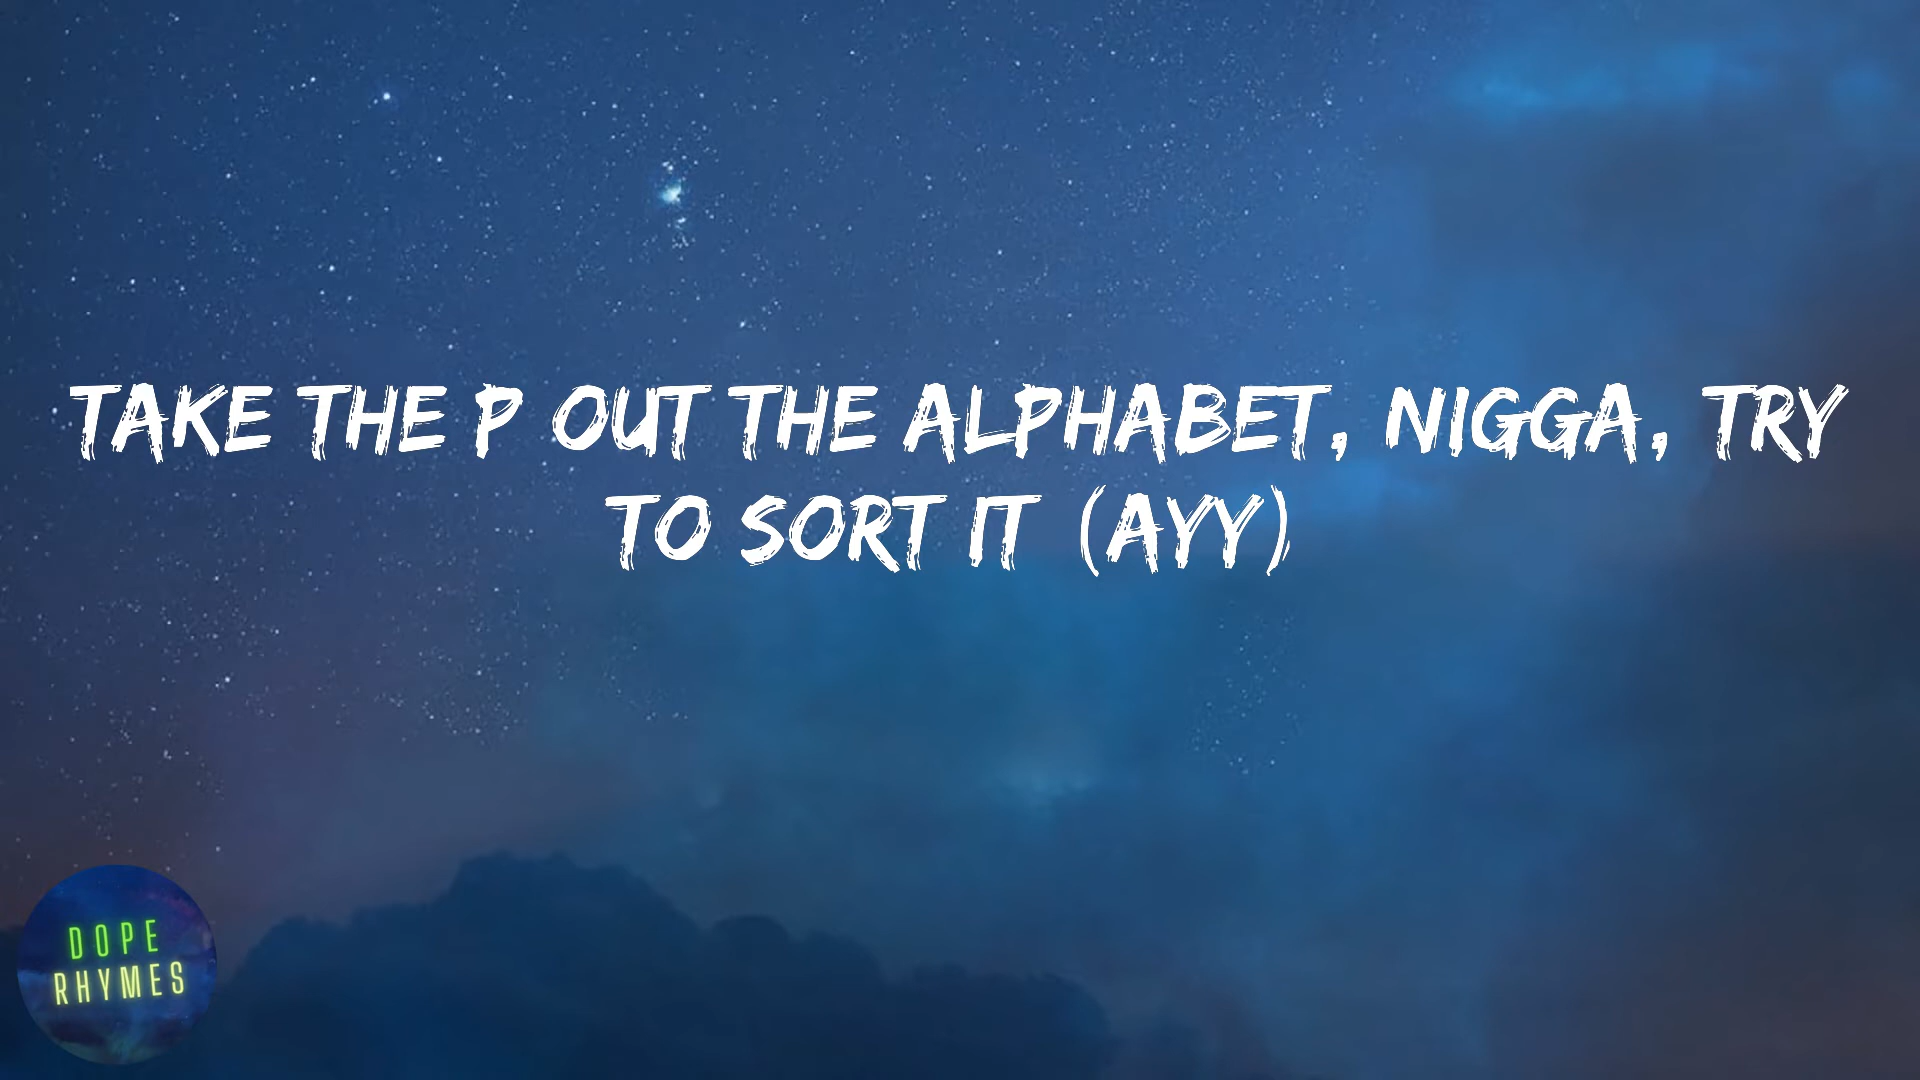 TAKE THE P OUT THE ALPHABET, NIGGA, TRY
TO SORT IT (AYY)
DOPE
RHYMES